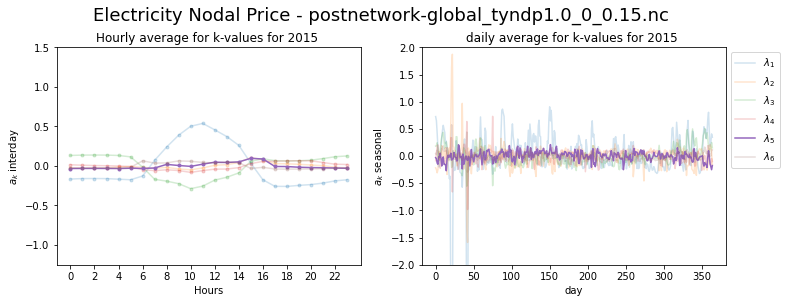 Electricity Nodal Price - postnetwork-global_tyndp1.0_0_0.15.nc
Hourly average for k-values for 2015
1.5
1.0
0.5
0.0
−0.5
−1.0
a_k interday
0 2 4 6 8 10 12 14 16 18 20 22
Hours
daily average for k-values for 2015
2.0
1.5
1.0
0.5
0.0
−0.5
−1.0
−1.5
−2.0
a_k seasonal
0 50 100 150 200 250 300 350
day
λ₁
λ₂
λ₃
λ₄
λ₅
λ₆